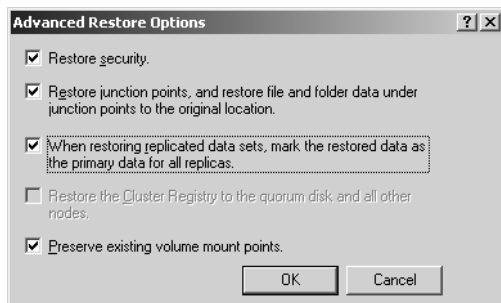 Advanced Restore Options
Restore security.
Restore junction points, and restore file and folder data under
junction points to the original location.
When restoring replicated data sets, mark the restored data as
the primary data for all replicas.
Restore the Cluster Registry to the quorum disk and all other
nodes.
Preserve existing volume mount points.
OK Cancel